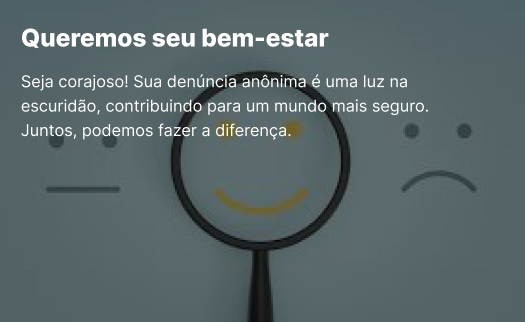 Queremos seu bem-estar
Seja corajoso! Sua denúncia anônima é uma luz na
escuridão, contribuindo para um mundo mais seguro.
Juntos, podemos fazer a diferença.